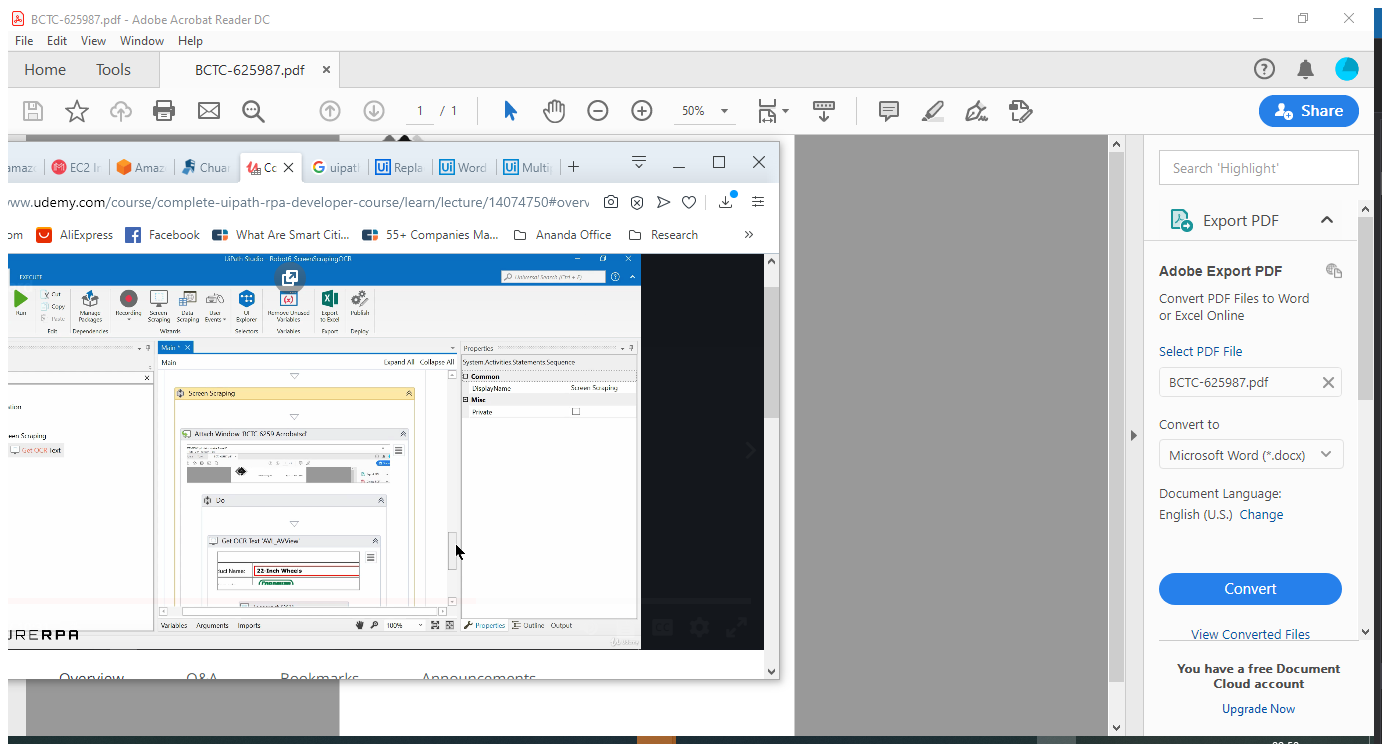 BCTC-625987.pdf - Adobe Acrobat Reader DC
File Edit View Window Help
Home Tools BCTC-625987.pdf ×
1 / 1 50% Share
amaz EC2 In Amaz Chuar Cc uipat Repla Word Multi
www.udemy.com/course/complete-uipath-rpa-developer-course/learn/lecture/14074750#overv
om AliExpress Facebook What Are Smart Citi... 55+ Companies Ma... Ananda Office Research »
UiPath Studio - Robot6_ScreenScrapingOCR
EXECUTE
Universal Search (Ctrl + F)
Run
Cut
Copy
Paste
Manage Packages
Recording
Screen Scraping
Data Scraping
User Events
UI Explorer
Remove Unused Variables
Export to Excel
Publish
Edit Dependencies Wizards Selectors Variables Export Deploy
Main *
Main Expand All Collapse All
een Scraping
Get OCR Text
Screen Scraping
Attach Window 'BCTC-6259 Acrobatsd'
Do
Get OCR Text 'AVL_AVView'
uct Name: 22-Inch Wheels
Properties
System.Activities.Statements.Sequence
Common
DisplayName Screen Scraping
Misc
Private
Variables Arguments Imports 100%
Properties Outline Output
URERPA
Overview Q&A Bookmarks Announcements
Search 'Highlight'
Export PDF
Adobe Export PDF
Convert PDF Files to Word
or Excel Online
Select PDF File
BCTC-625987.pdf
Convert to
Microsoft Word (*.docx)
Document Language:
English (U.S.) Change
Convert
View Converted Files
You have a free Document
Cloud account
Upgrade Now